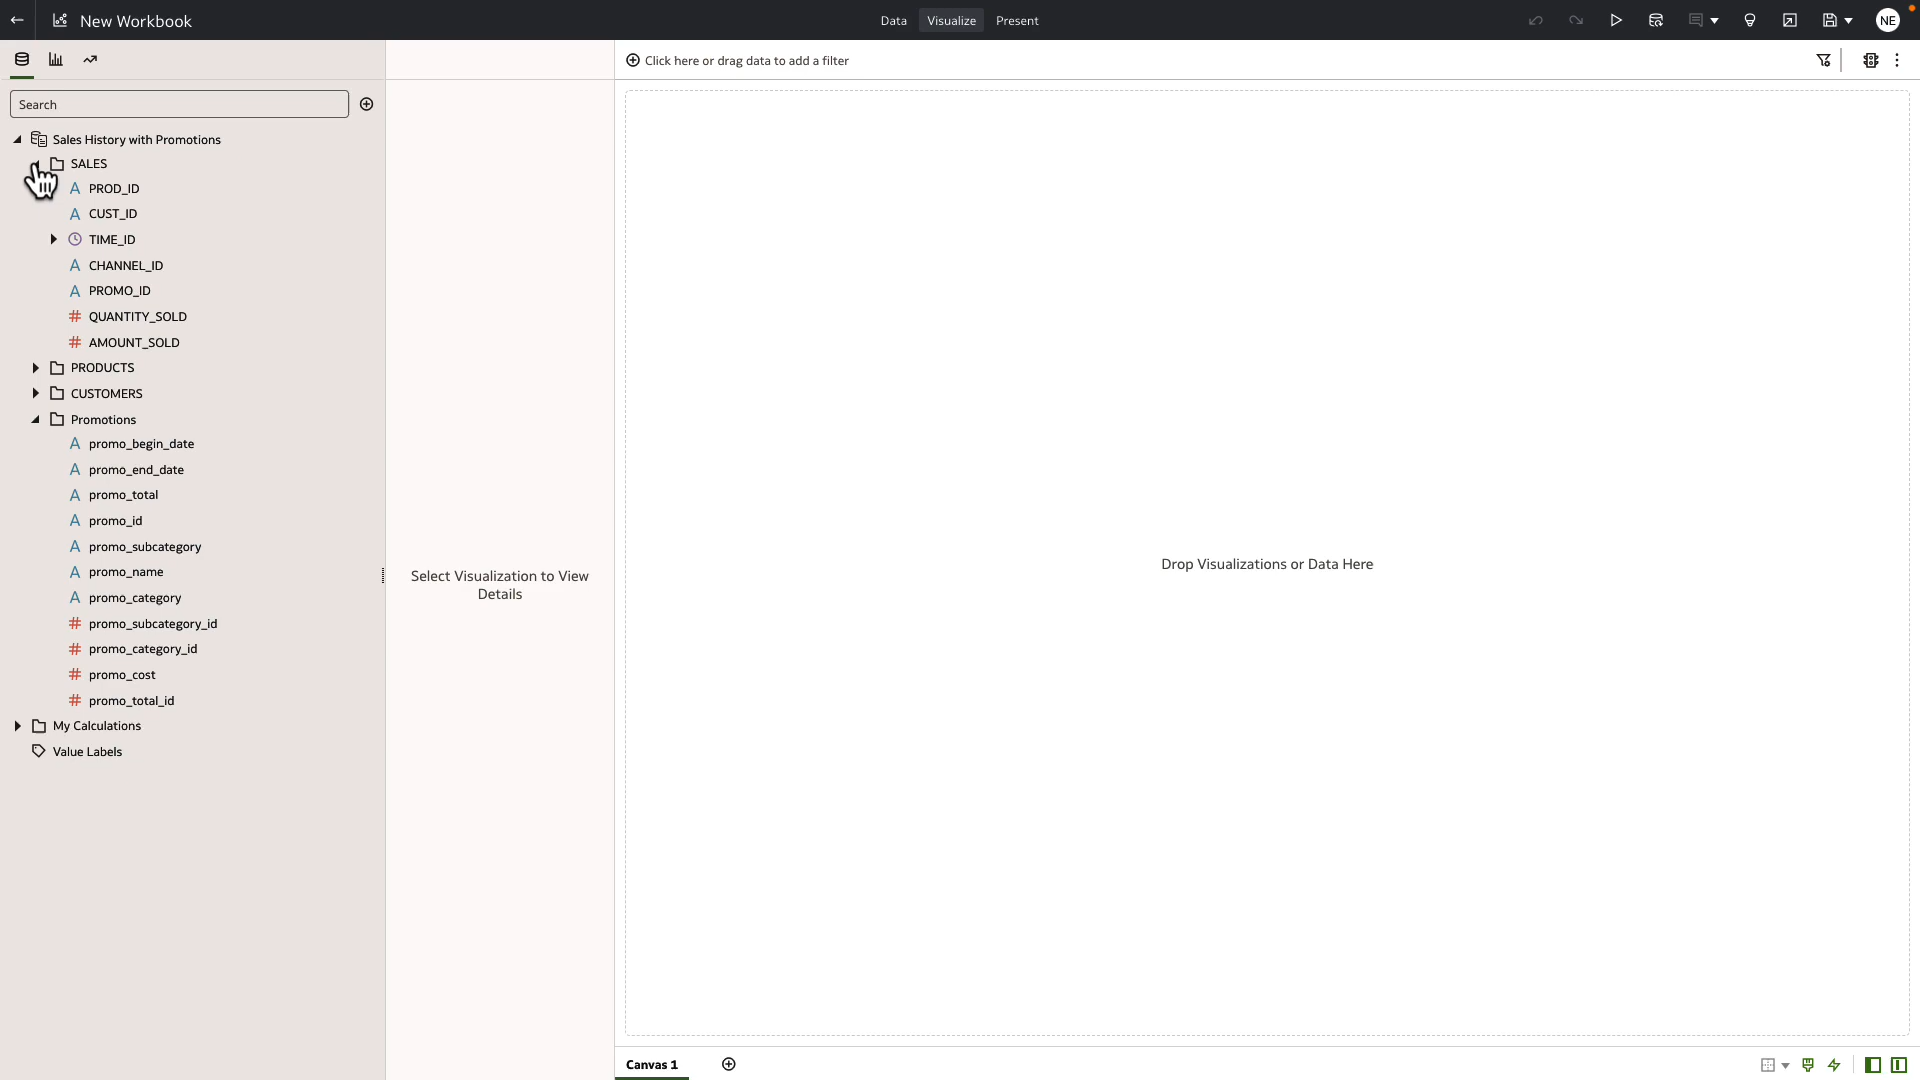 New Workbook
Data
Visualize
Present
NE
Click here or drag data to add a filter
Search
Sales History with Promotions
SALES
A PROD_ID
A CUST_ID
TIME_ID
A CHANNEL_ID
A PROMO_ID
# QUANTITY_SOLD
# AMOUNT_SOLD
PRODUCTS
CUSTOMERS
Promotions
A promo_begin_date
A promo_end_date
A promo_total
A promo_id
A promo_subcategory
A promo_name
A promo_category
# promo_subcategory_id
# promo_category_id
# promo_cost
# promo_total_id
My Calculations
Value Labels
Select Visualization to View
Details
Drop Visualizations or Data Here
Canvas 1